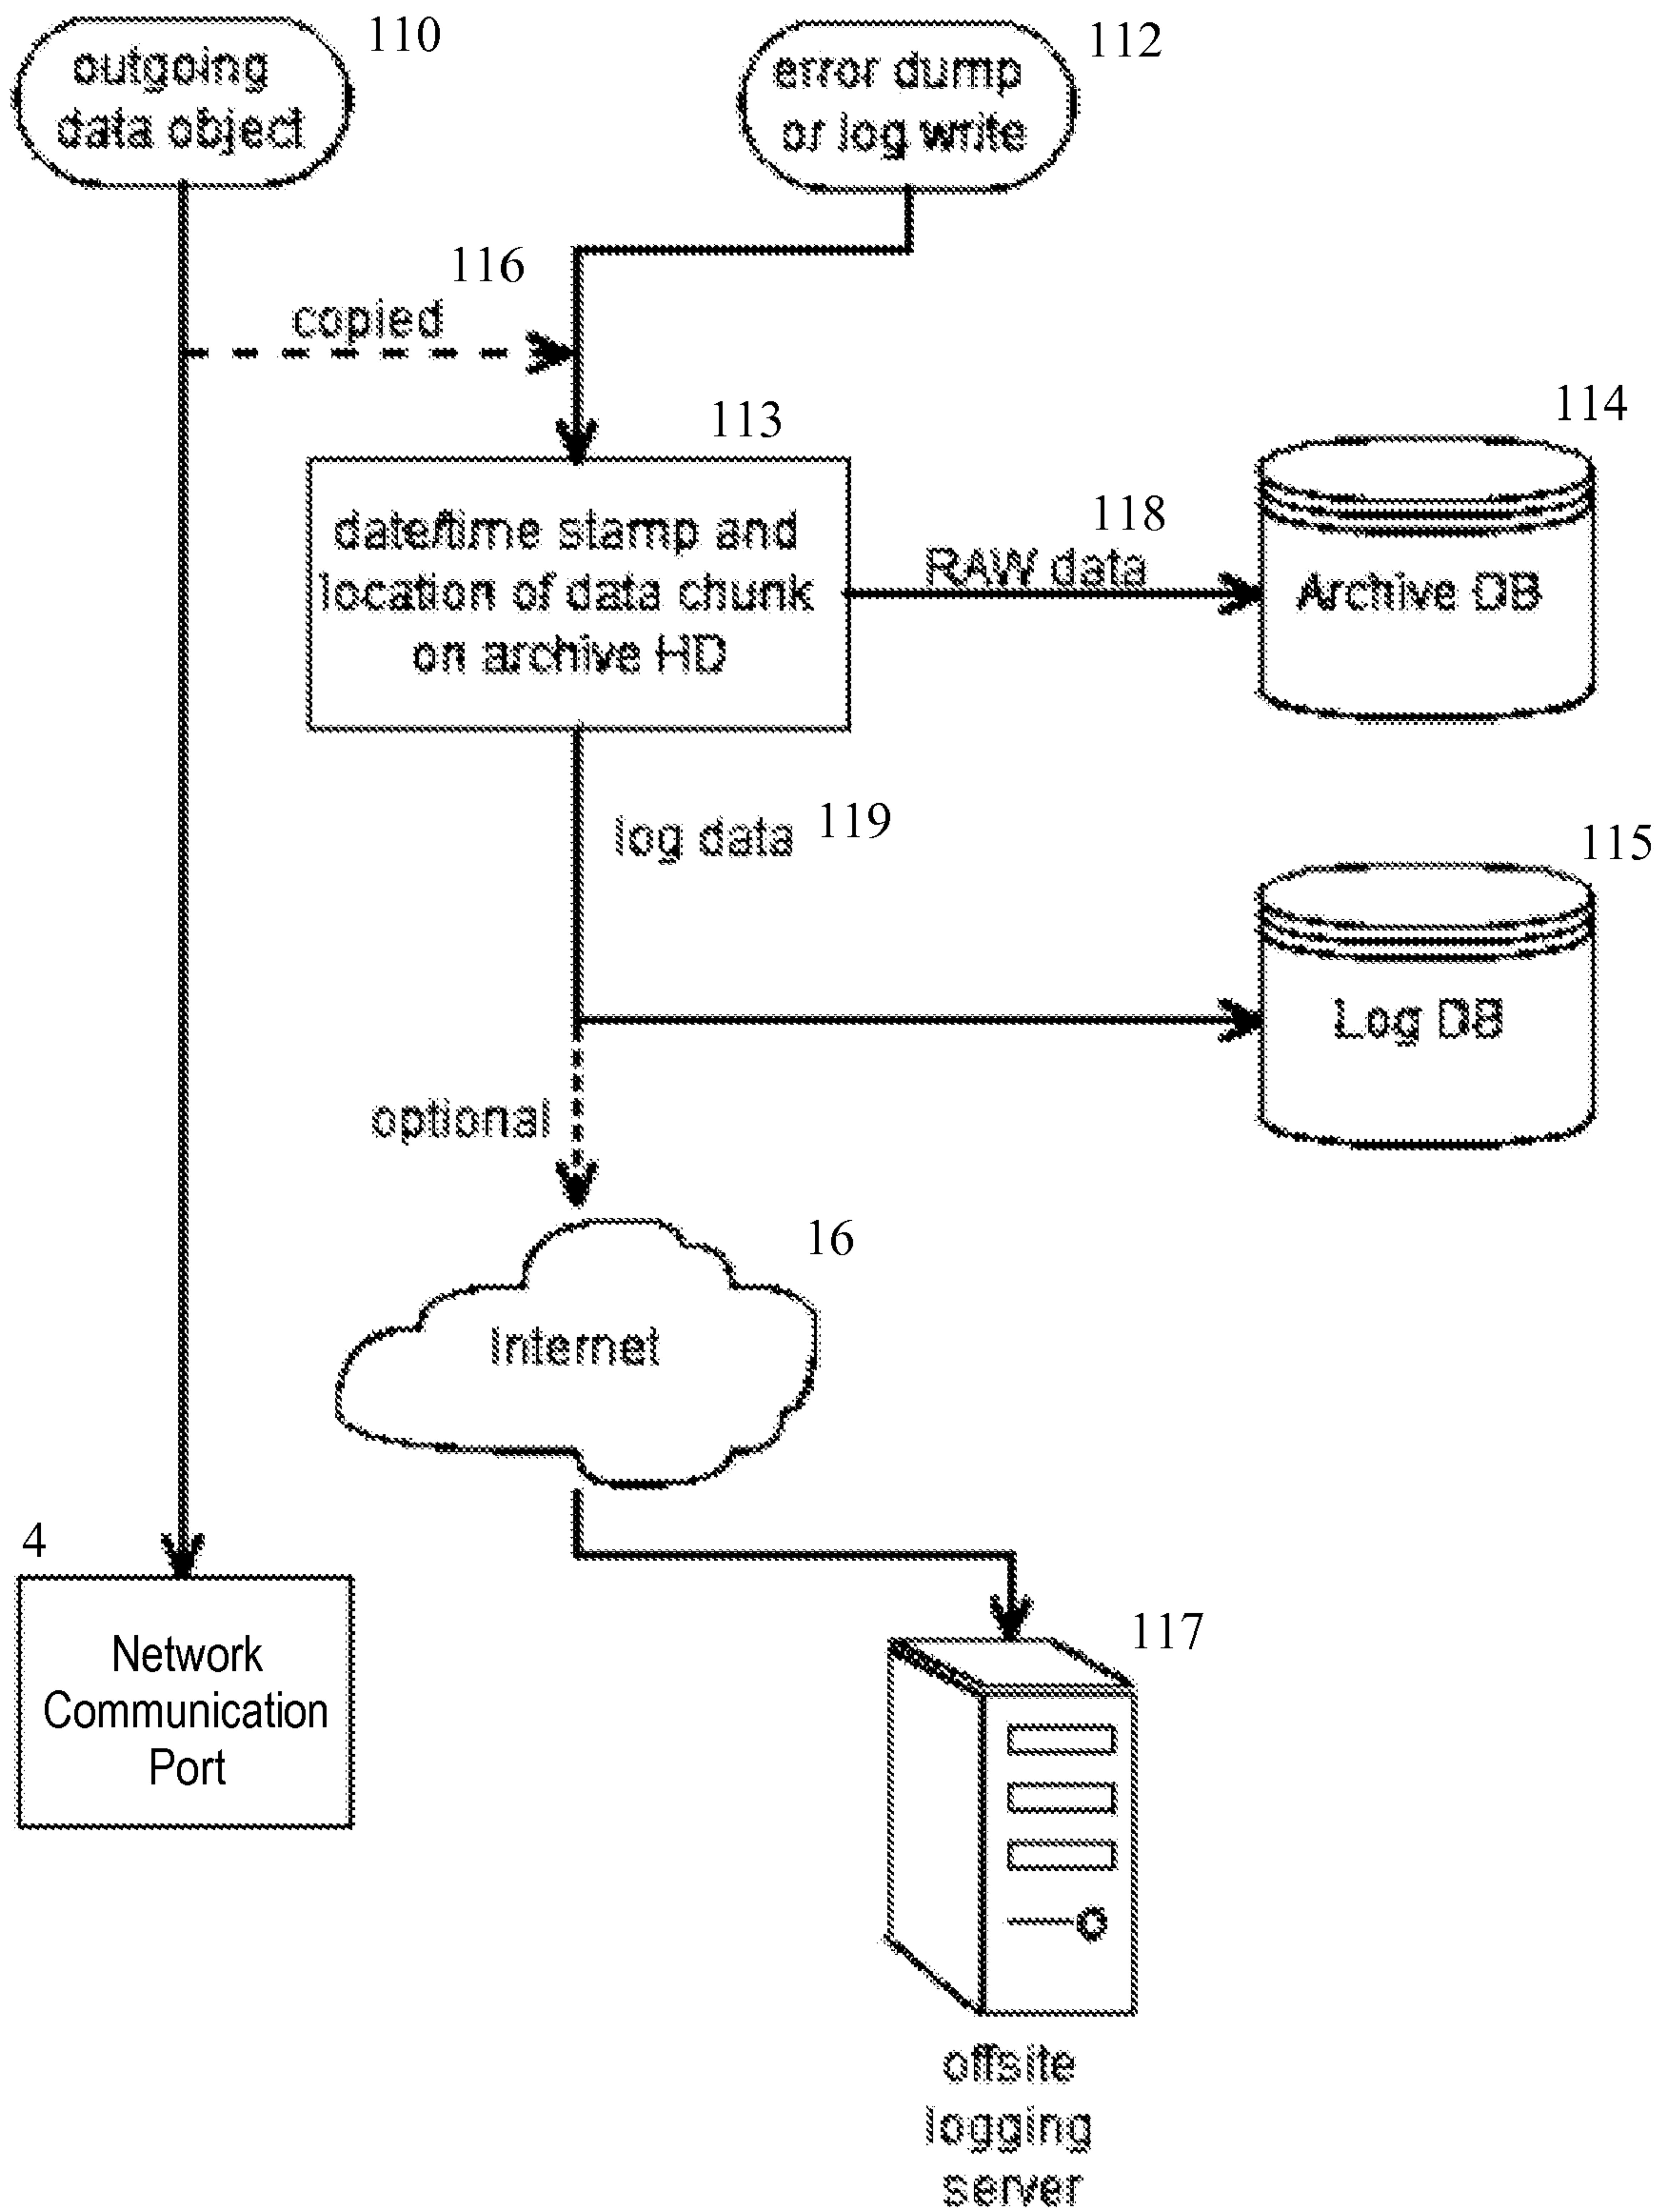 110
outgoing
data object
112
error dump
or log write
116
copied
113
date/time stamp and
location of data chunk
on archive HD
118
RAW data
114
Archive DB
log data
119
115
Log DB
optional
16
Internet
4
Network
Communication
Port
117
offsite
logging
server